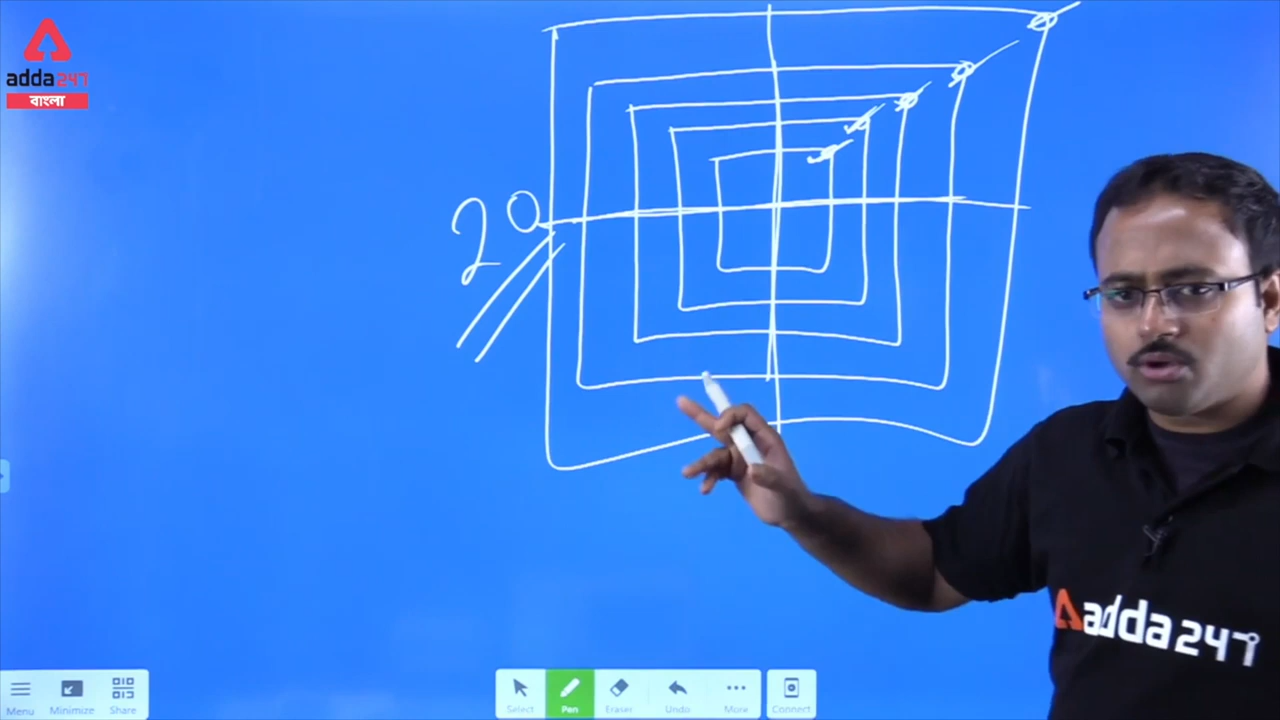 adda247
বাংলা
20
adda247
Menu
Minimize
Share
Select
Pen
Eraser
Undo
More
Connect